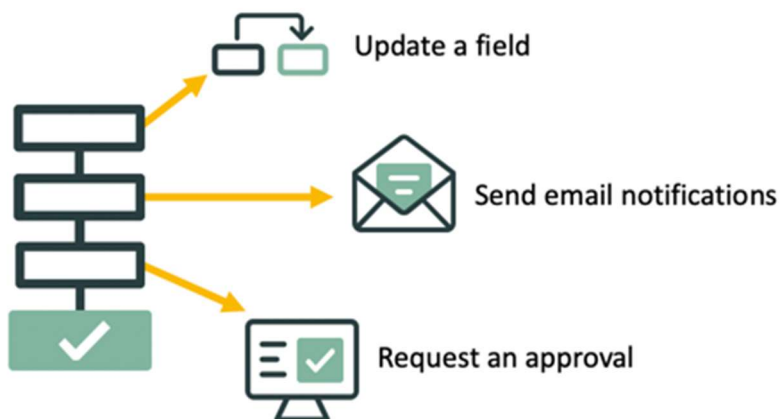 Update a field
Send email notifications
Request an approval